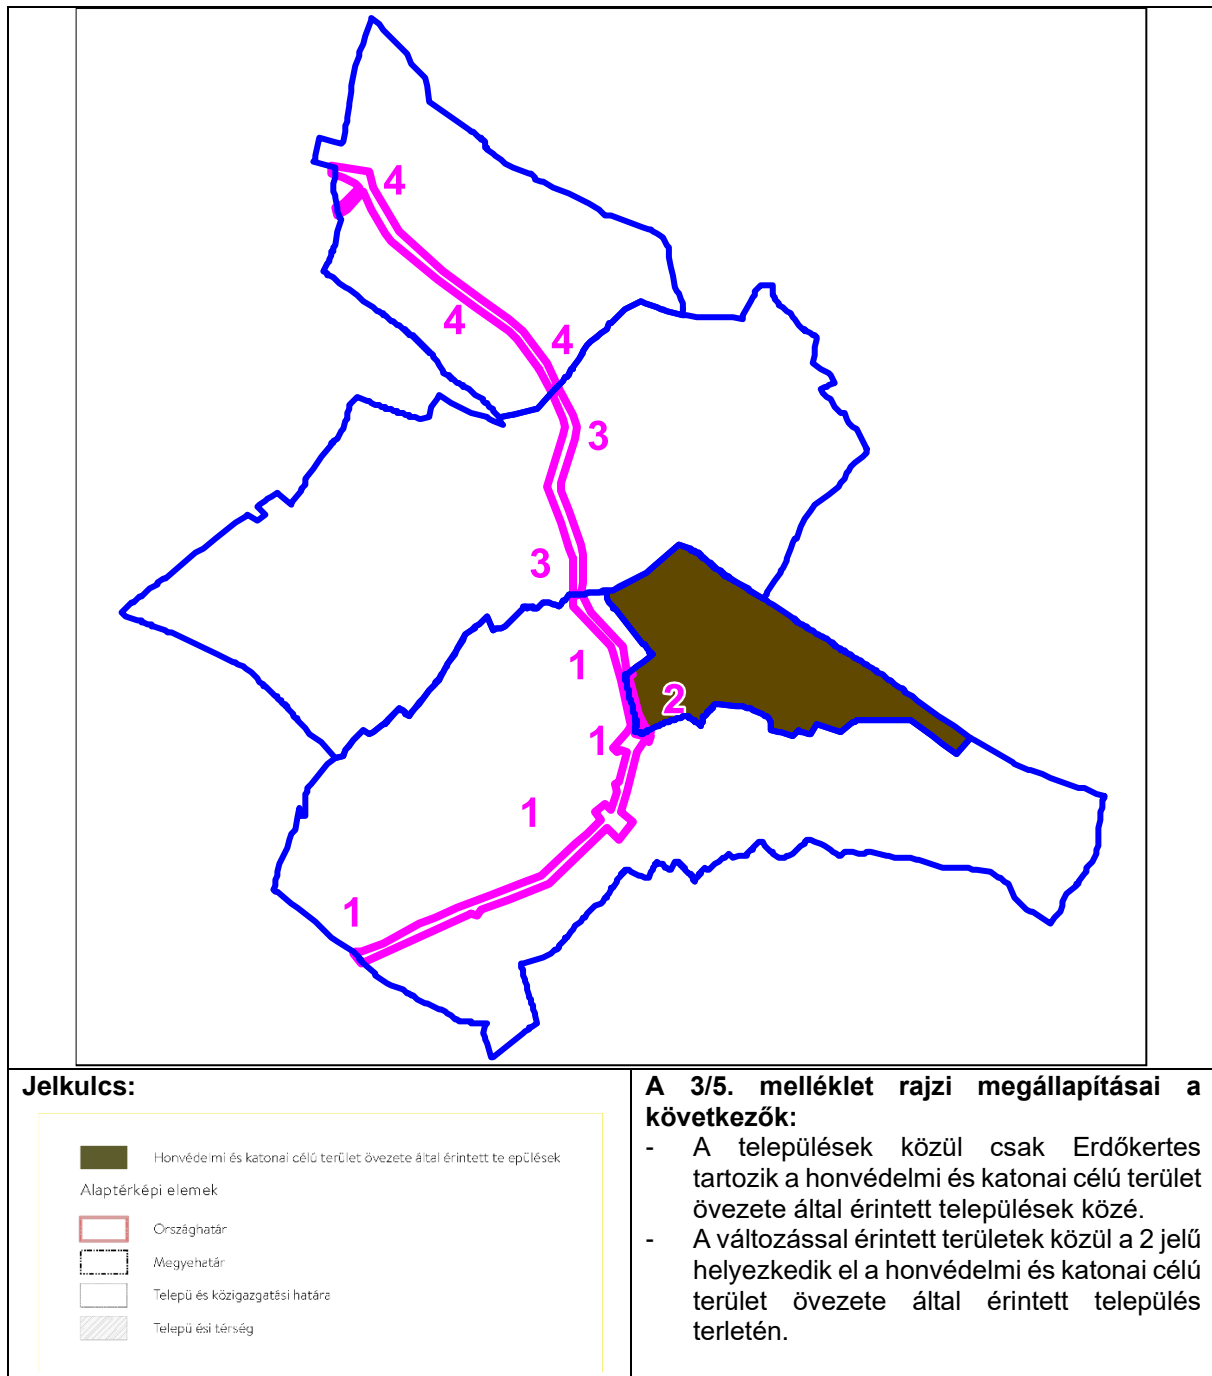 4
4
4
3
3
1
2
1
1
1
Jelkulcs:
Honvédelmi és katonai célú terület övezete által érintett te epülések
Alaptérképi elemek
Országhatár
Megyehatár
Telepü és közigazgatási határa
Telepü ési térség
A 3/5. melléklet rajzi megállapításai a
következők:
- A települések közül csak Erdőkertes
tartozik a honvédelmi és katonai célú terület
övezete által érintett települések közé.
- A változással érintett területek közül a 2 jelű
helyezkedik el a honvédelmi és katonai célú
terület övezete által érintett település
terletén.